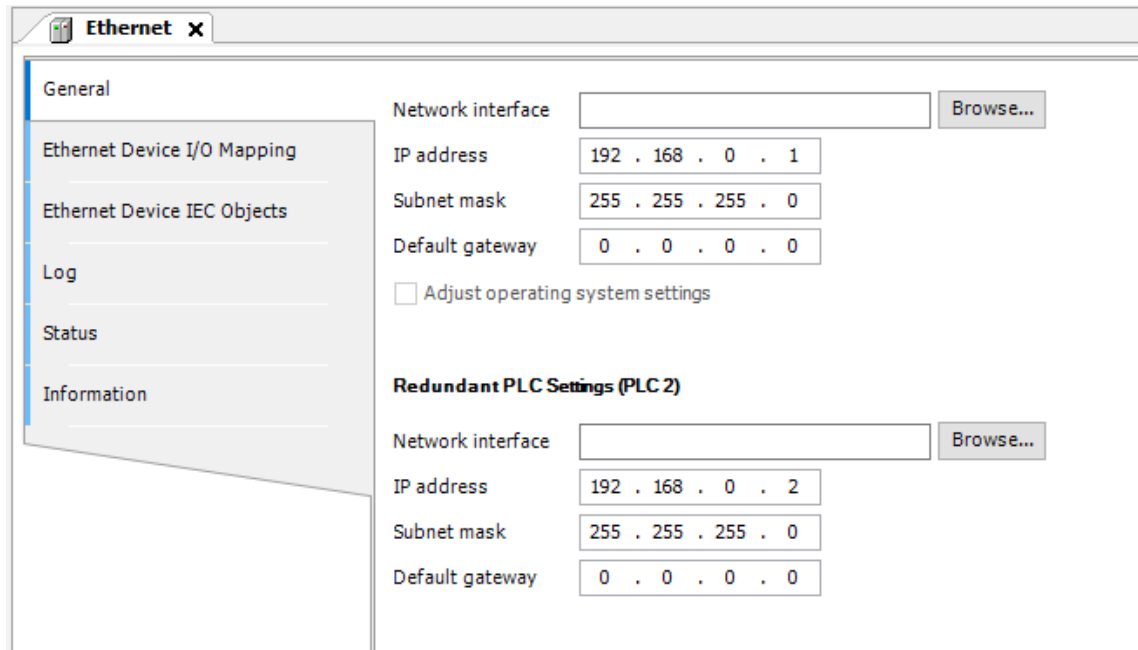 Ethernet
General
Ethernet Device I/O Mapping
Ethernet Device IEC Objects
Log
Status
Information
Network interface Browse...
IP address 192 . 168 . 0 . 1
Subnet mask 255 . 255 . 255 . 0
Default gateway 0 . 0 . 0 . 0
Adjust operating system settings
Redundant PLC Settings (PLC 2)
Network interface Browse...
IP address 192 . 168 . 0 . 2
Subnet mask 255 . 255 . 255 . 0
Default gateway 0 . 0 . 0 . 0